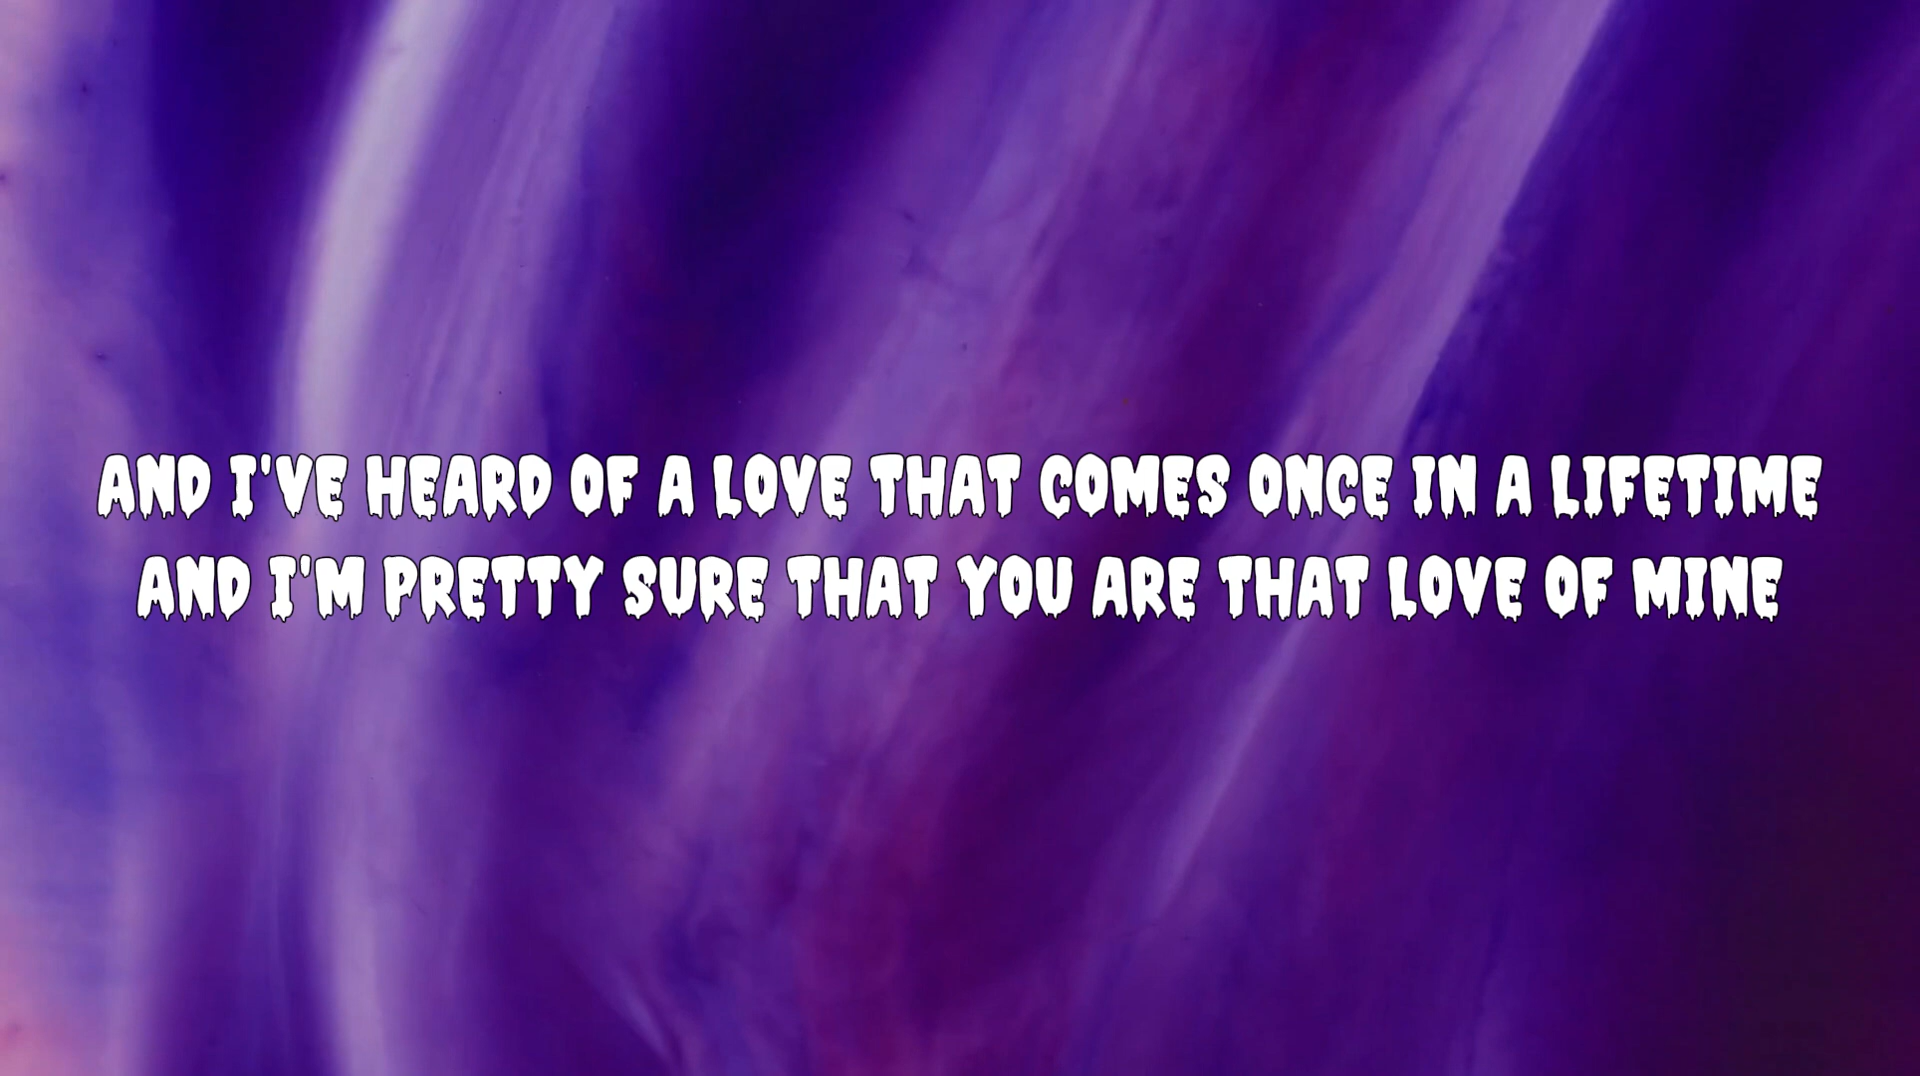 AND I'VE HEARD OF A LOVE THAT COMES ONCE IN A LIFETIME
AND I'M PRETTY SURE THAT YOU ARE THAT LOVE OF MINE